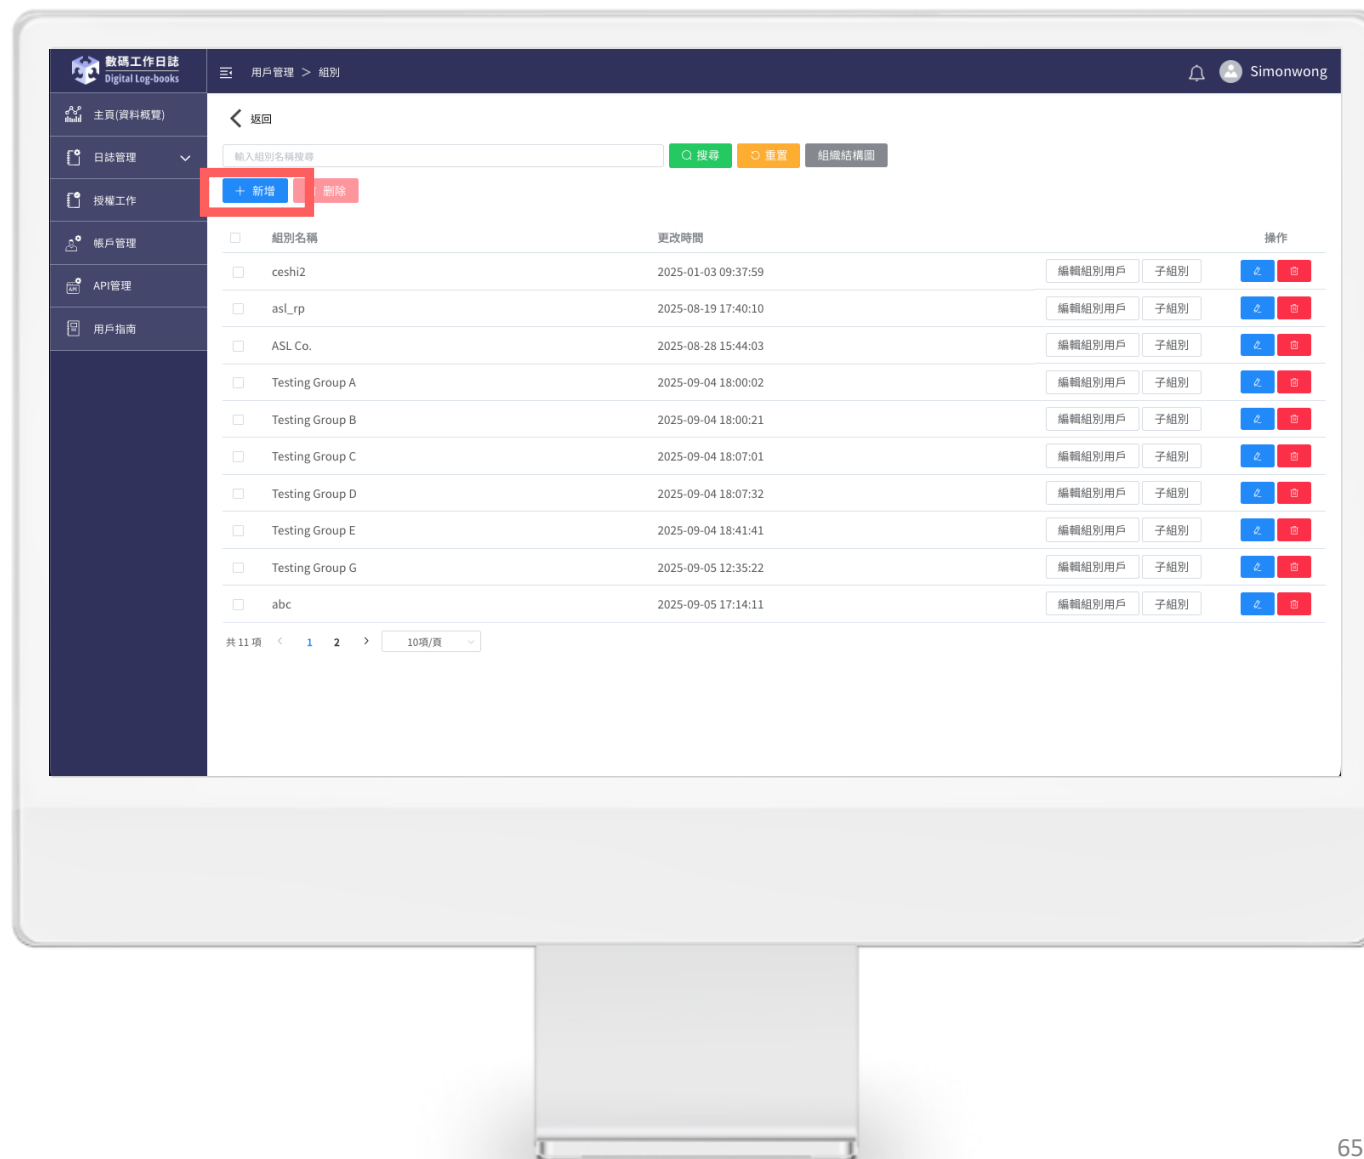 數碼工作日誌
Digital Log-books
用戶管理 > 組別
Simonwong
主頁(資料概覽)
日誌管理
授權工作
帳戶管理
API管理
用戶指南
返回
輸入組別名稱搜尋
搜尋
重置
組織結構圖
新增
刪除
組別名稱 更改時間 操作
ceshi2 2025-01-03 09:37:59 編輯組別用戶 子組別
asl_rp 2025-08-19 17:40:10 編輯組別用戶 子組別
ASL Co. 2025-08-28 15:44:03 編輯組別用戶 子組別
Testing Group A 2025-09-04 18:00:02 編輯組別用戶 子組別
Testing Group B 2025-09-04 18:00:21 編輯組別用戶 子組別
Testing Group C 2025-09-04 18:07:01 編輯組別用戶 子組別
Testing Group D 2025-09-04 18:07:32 編輯組別用戶 子組別
Testing Group E 2025-09-04 18:41:41 編輯組別用戶 子組別
Testing Group G 2025-09-05 12:35:22 編輯組別用戶 子組別
abc 2025-09-05 17:14:11 編輯組別用戶 子組別
共 11 項 < 1 2 > 10項/頁
65